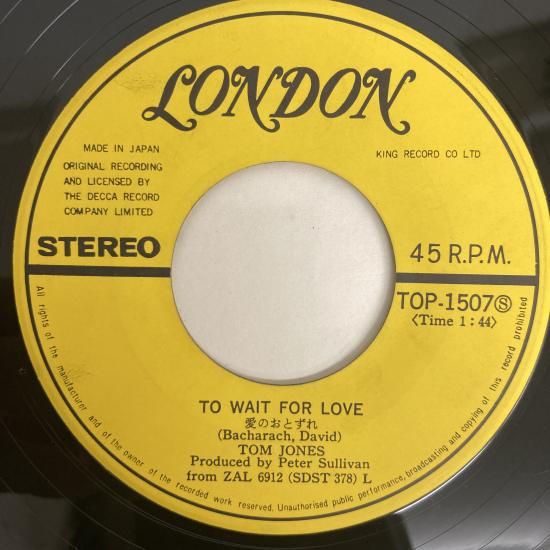 LONDON
MADE IN JAPAN
ORIGINAL RECORDING
AND LICENSED BY
THE DECCA RECORD
COMPANY LIMITED
KING RECORD CO LTD
STEREO
45 R.P.M.
TOP-1507Ⓢ
〈Time 1:44〉
TO WAIT FOR LOVE
愛のおとずれ
(Bacharach, David)
TOM JONES
Produced by Peter Sullivan
from ZAL 6912 (SDST 378) L
All rights of the manufacturer and of the owner of the recorded work reserved. Unauthorised public performance, broadcasting and copying of this record prohibited